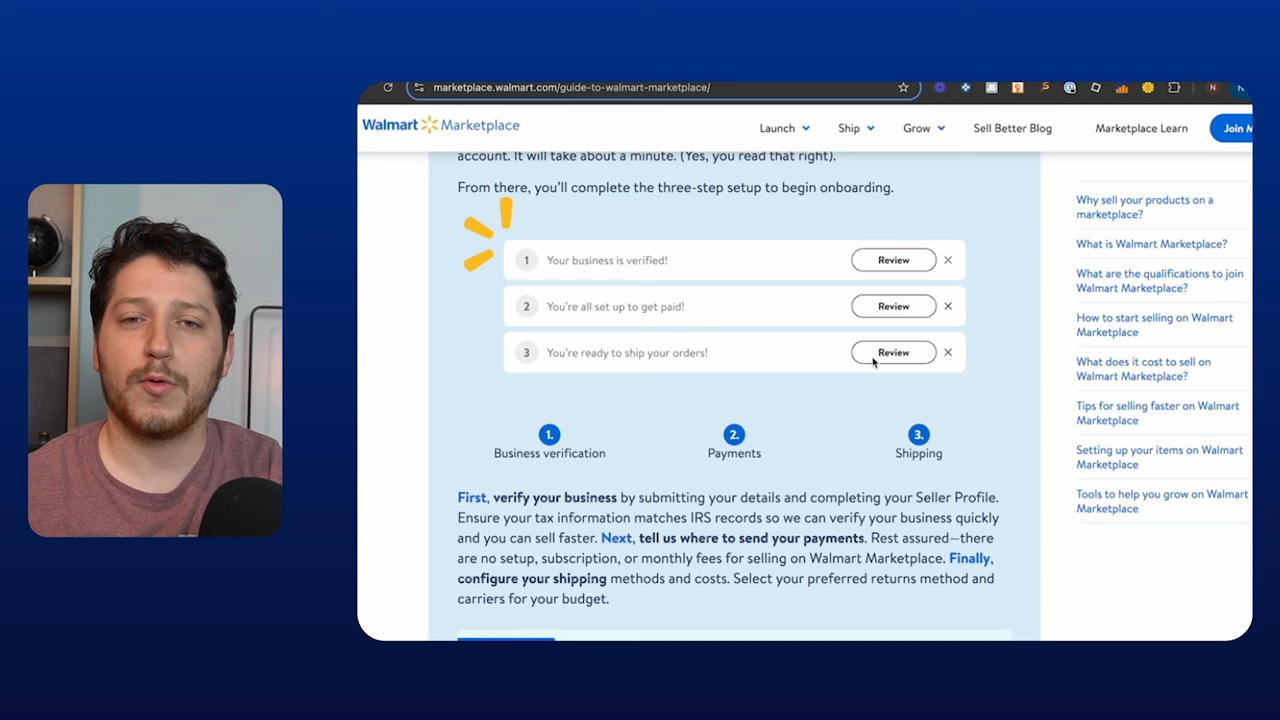 marketplace.walmart.com/guide-to-walmart-marketplace/
N
Walmart Marketplace
Launch
Ship
Grow
Sell Better Blog
Marketplace Learn
Join
account. It will take about a minute. (Yes, you read that right).
From there, you'll complete the three-step setup to begin onboarding.
1 Your business is verified! Review
2 You're all set up to get paid! Review
3 You're ready to ship your orders! Review
1.
Business verification
2.
Payments
3.
Shipping
First, verify your business by submitting your details and completing your Seller Profile.
Ensure your tax information matches IRS records so we can verify your business quickly
and you can sell faster. Next, tell us where to send your payments. Rest assured—there
are no setup, subscription, or monthly fees for selling on Walmart Marketplace. Finally,
configure your shipping methods and costs. Select your preferred returns method and
carriers for your budget.
Why sell your products on a
marketplace?
What is Walmart Marketplace?
What are the qualifications to join
Walmart Marketplace?
How to start selling on Walmart
Marketplace
What does it cost to sell on
Walmart Marketplace?
Tips for selling faster on Walmart
Marketplace
Setting up your items on Walmart
Marketplace
Tools to help you grow on Walmart
Marketplace